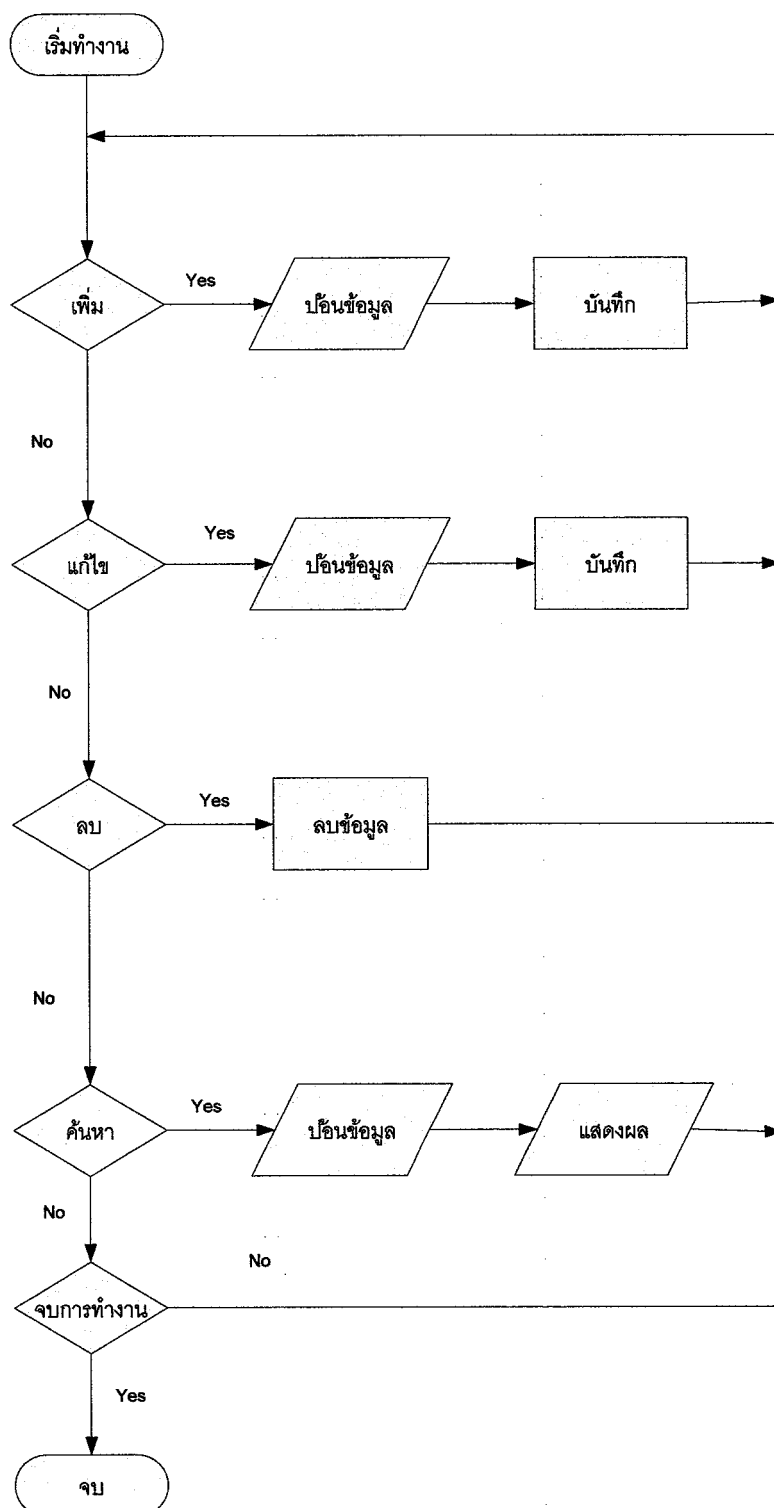 เริ่มทำงาน
เพิ่ม
Yes
ป้อนข้อมูล
บันทึก
No
แก้ไข
Yes
ป้อนข้อมูล
บันทึก
No
ลบ
Yes
ลบข้อมูล
No
ค้นหา
Yes
ป้อนข้อมูล
แสดงผล
No
จบการทำงาน
No
Yes
จบ